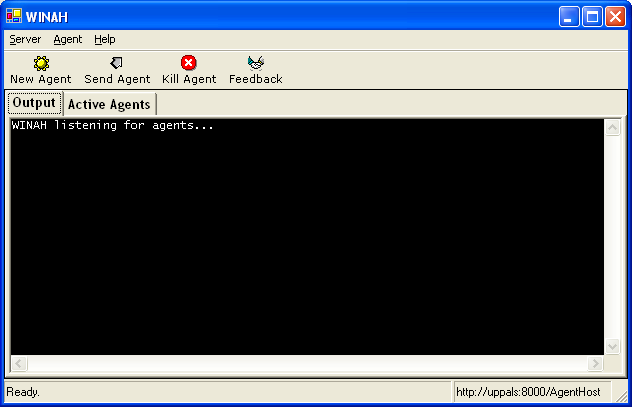 WINAH
Server Agent Help
New Agent Send Agent Kill Agent Feedback
Output Active Agents
WINAH listening for agents...
Ready. http://uppals:8000/AgentHost